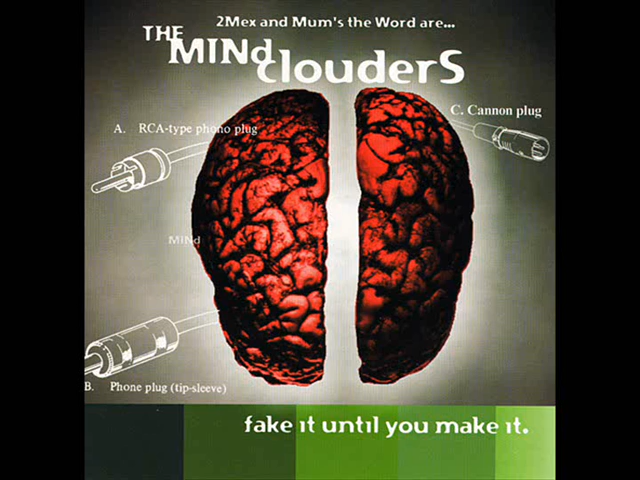 2Mex and Mum's the Word are...
THE
MINd
clouderS
C. Cannon plug
A. RCA-type phono plug
MINd
B. Phone plug (tip-sleeve)
fake it until you make it.